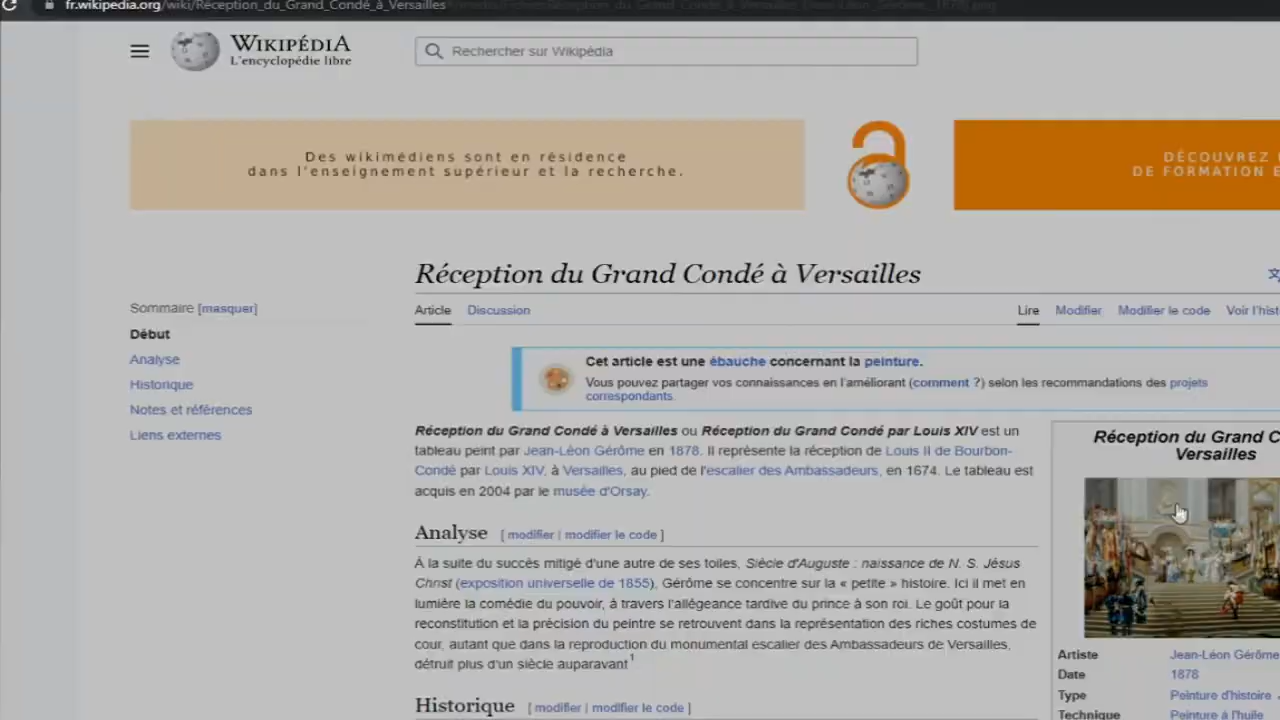 fr.wikipedia.org/wiki/Réception_du_Grand_Condé_à_Versailles
WIKIPÉDIA
L'encyclopédie libre
Rechercher sur Wikipédia
Des wikimédiens sont en résidence
dans l'enseignement supérieur et la recherche.
DÉCOUVREZ
DE FORMATION
Réception du Grand Condé à Versailles
Sommaire [masquer]
Début
Analyse
Historique
Notes et références
Liens externes
Article Discussion
Lire Modifier Modifier le code Voir l'hist
Cet article est une ébauche concernant la peinture.
Vous pouvez partager vos connaissances en l'améliorant (comment ?) selon les recommandations des projets
correspondants.
Réception du Grand Condé à Versailles ou Réception du Grand Condé par Louis XIV est un
tableau peint par Jean-Léon Gérôme en 1878. Il représente la réception de Louis II de Bourbon-
Condé par Louis XIV, à Versailles, au pied de l'escalier des Ambassadeurs, en 1674. Le tableau est
acquis en 2004 par le musée d'Orsay.
Analyse [ modifier | modifier le code ]
À la suite du succès mitigé d'une autre de ses toiles, Siècle d'Auguste : naissance de N. S. Jésus
Christ (exposition universelle de 1855), Gérôme se concentre sur la « petite » histoire. Ici il met en
lumière la comédie du pouvoir, à travers l'allégeance tardive du prince à son roi. Le goût pour la
reconstitution et la précision du peintre se retrouvent dans la représentation des riches costumes de
cour, autant que dans la reproduction du monumental escalier des Ambassadeurs de Versailles,
détruit plus d'un siècle auparavant1
Historique [ modifier | modifier le code ]
Réception du Grand C
Versailles
Artiste Jean-Léon Gérôme
Date 1878
Type Peinture d'histoire
Technique Peinture à l'huile